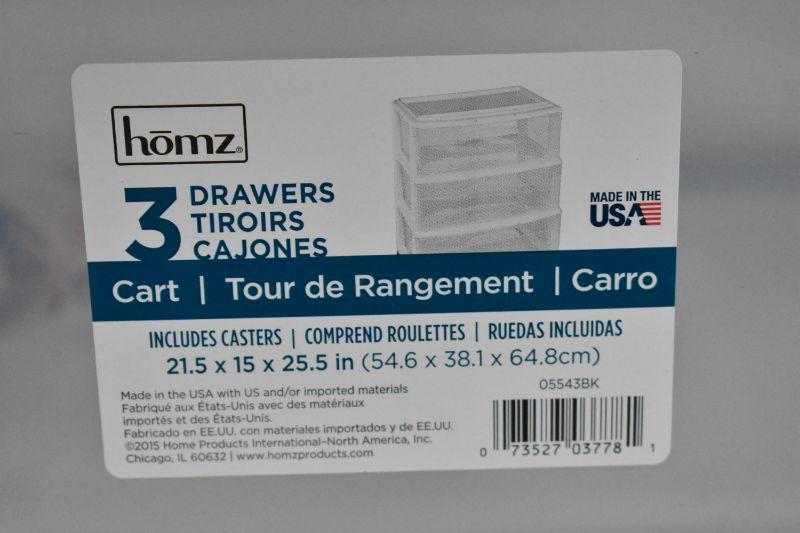 hōmz®
3 DRAWERS
TIROIRS
CAJONES
MADE IN THE
USA
Cart | Tour de Rangement | Carro
INCLUDES CASTERS | COMPREND ROULETTES | RUEDAS INCLUIDAS
21.5 x 15 x 25.5 in (54.6 x 38.1 x 64.8cm)
05543BK
Made in the USA with US and/or imported materials
Fabriqué aux États-Unis avec des matériaux
importés et des États-Unis.
Fabricado en EE.UU. con materiales importados y de EE.UU.
©2015 Home Products International-North America, Inc.
Chicago, IL 60632 | www.homzproducts.com
0 73527 03778 1